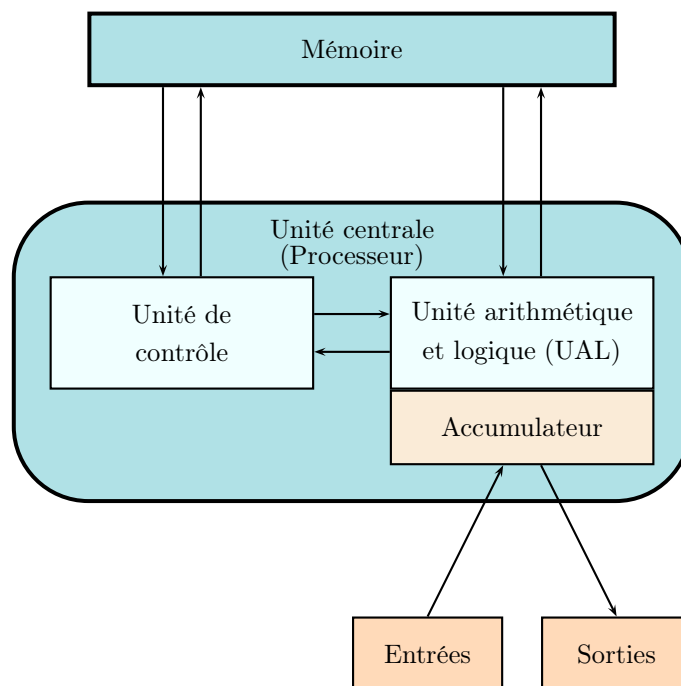 Mémoire
Unité centrale
(Processeur)
Unité de
contrôle
Unité arithmétique
et logique (UAL)
Accumulateur
Entrées
Sorties